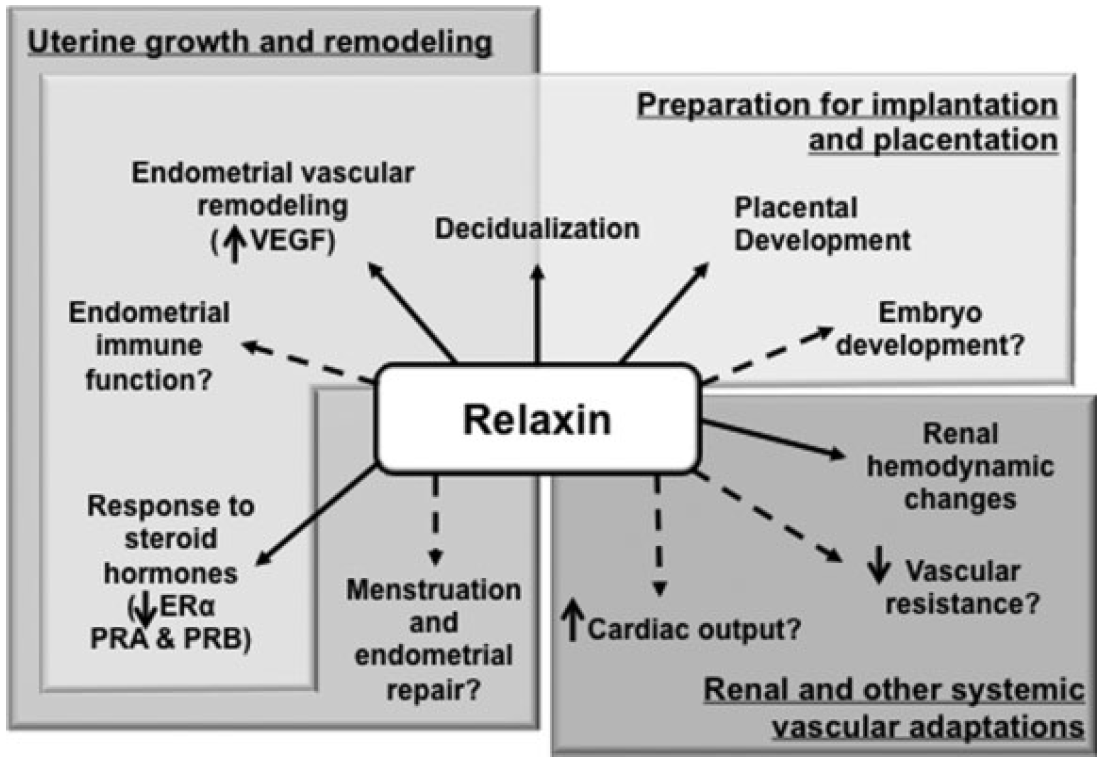 Uterine growth and remodeling
Preparation for implantation
and placentation
Endometrial vascular
remodeling
(↑ VEGF)
Decidualization
Placental
Development
Endometrial
immune
function?
Embryo
development?
Relaxin
Renal
hemodynamic
changes
Response to
steroid
hormones
(↓ERα
PRA & PRB)
Menstruation
and
endometrial
repair?
↑ Cardiac output?
↓ Vascular
resistance?
Renal and other systemic
vascular adaptations